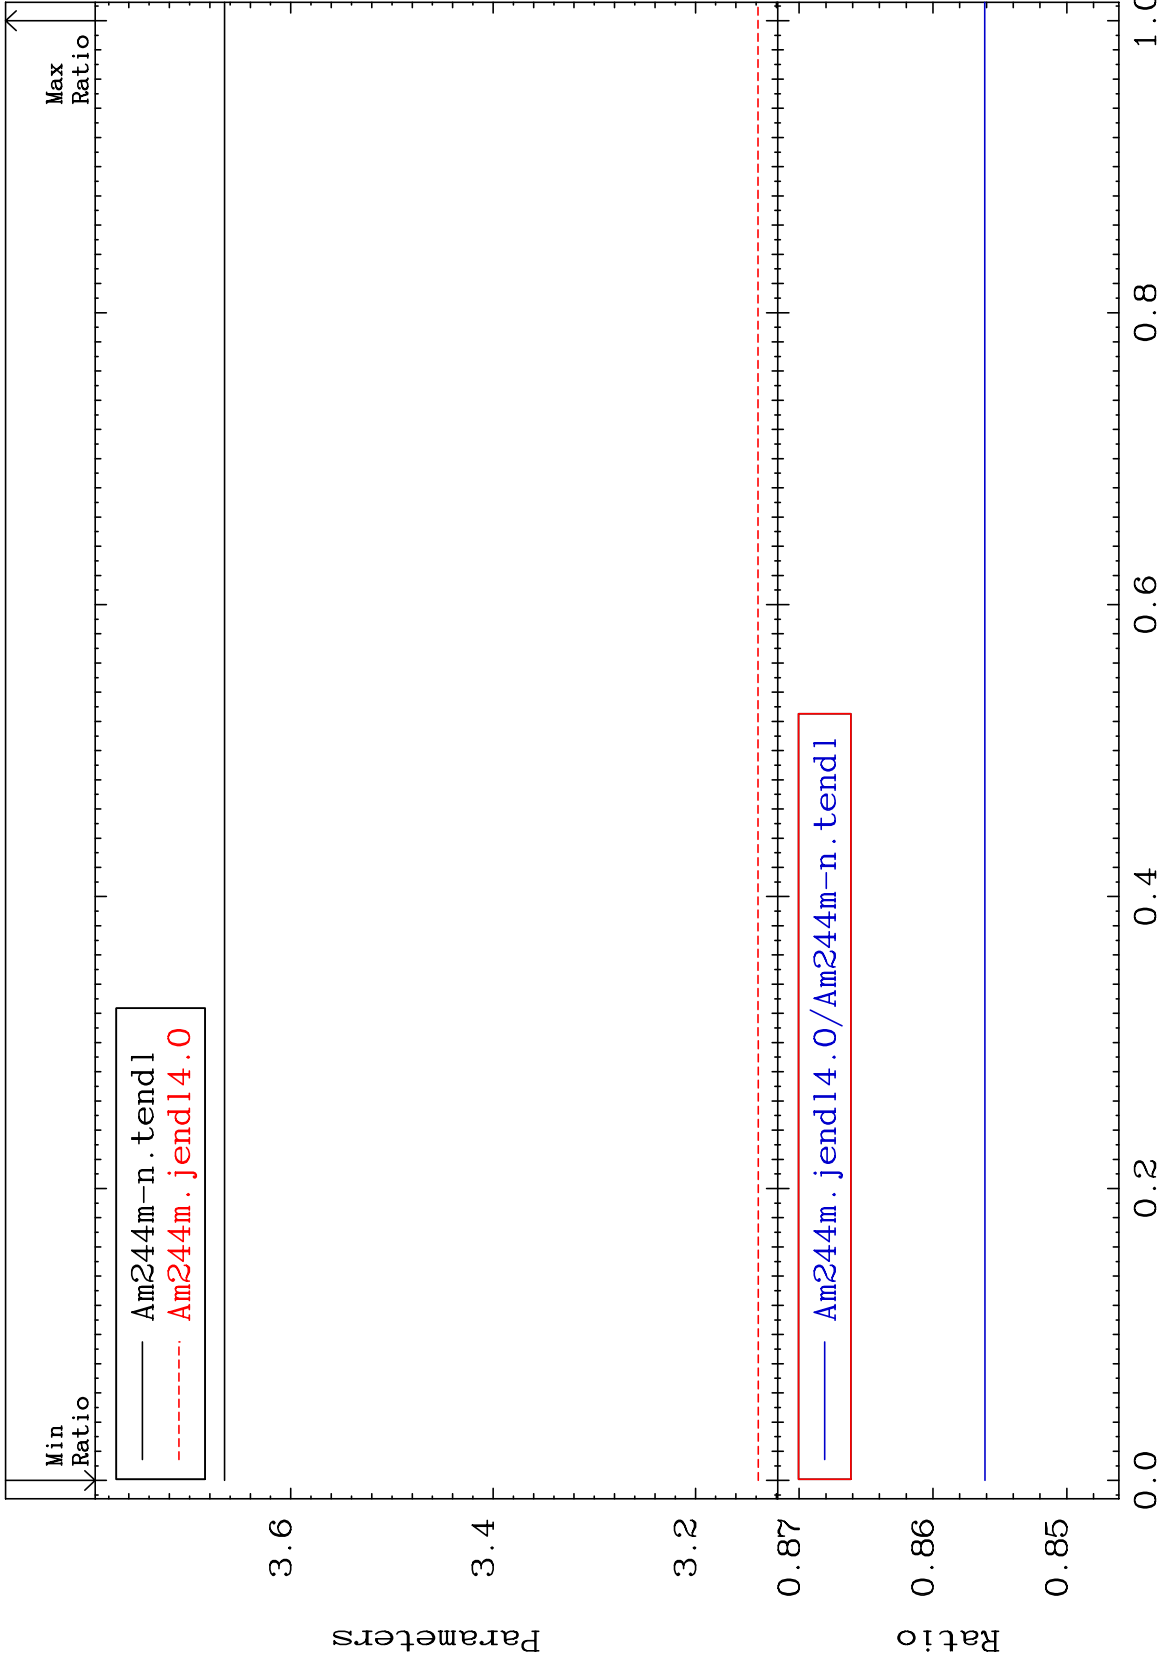 Min
Ratio
Max
Ratio
Am244m-n.tendl
Am244m.jendl4.0
3.6
3.4
3.2
Parameters
Am244m.jendl4.0/Am244m-n.tendl
0.87
0.86
0.85
Ratio
0.0
0.2
0.4
0.6
0.8
1.0